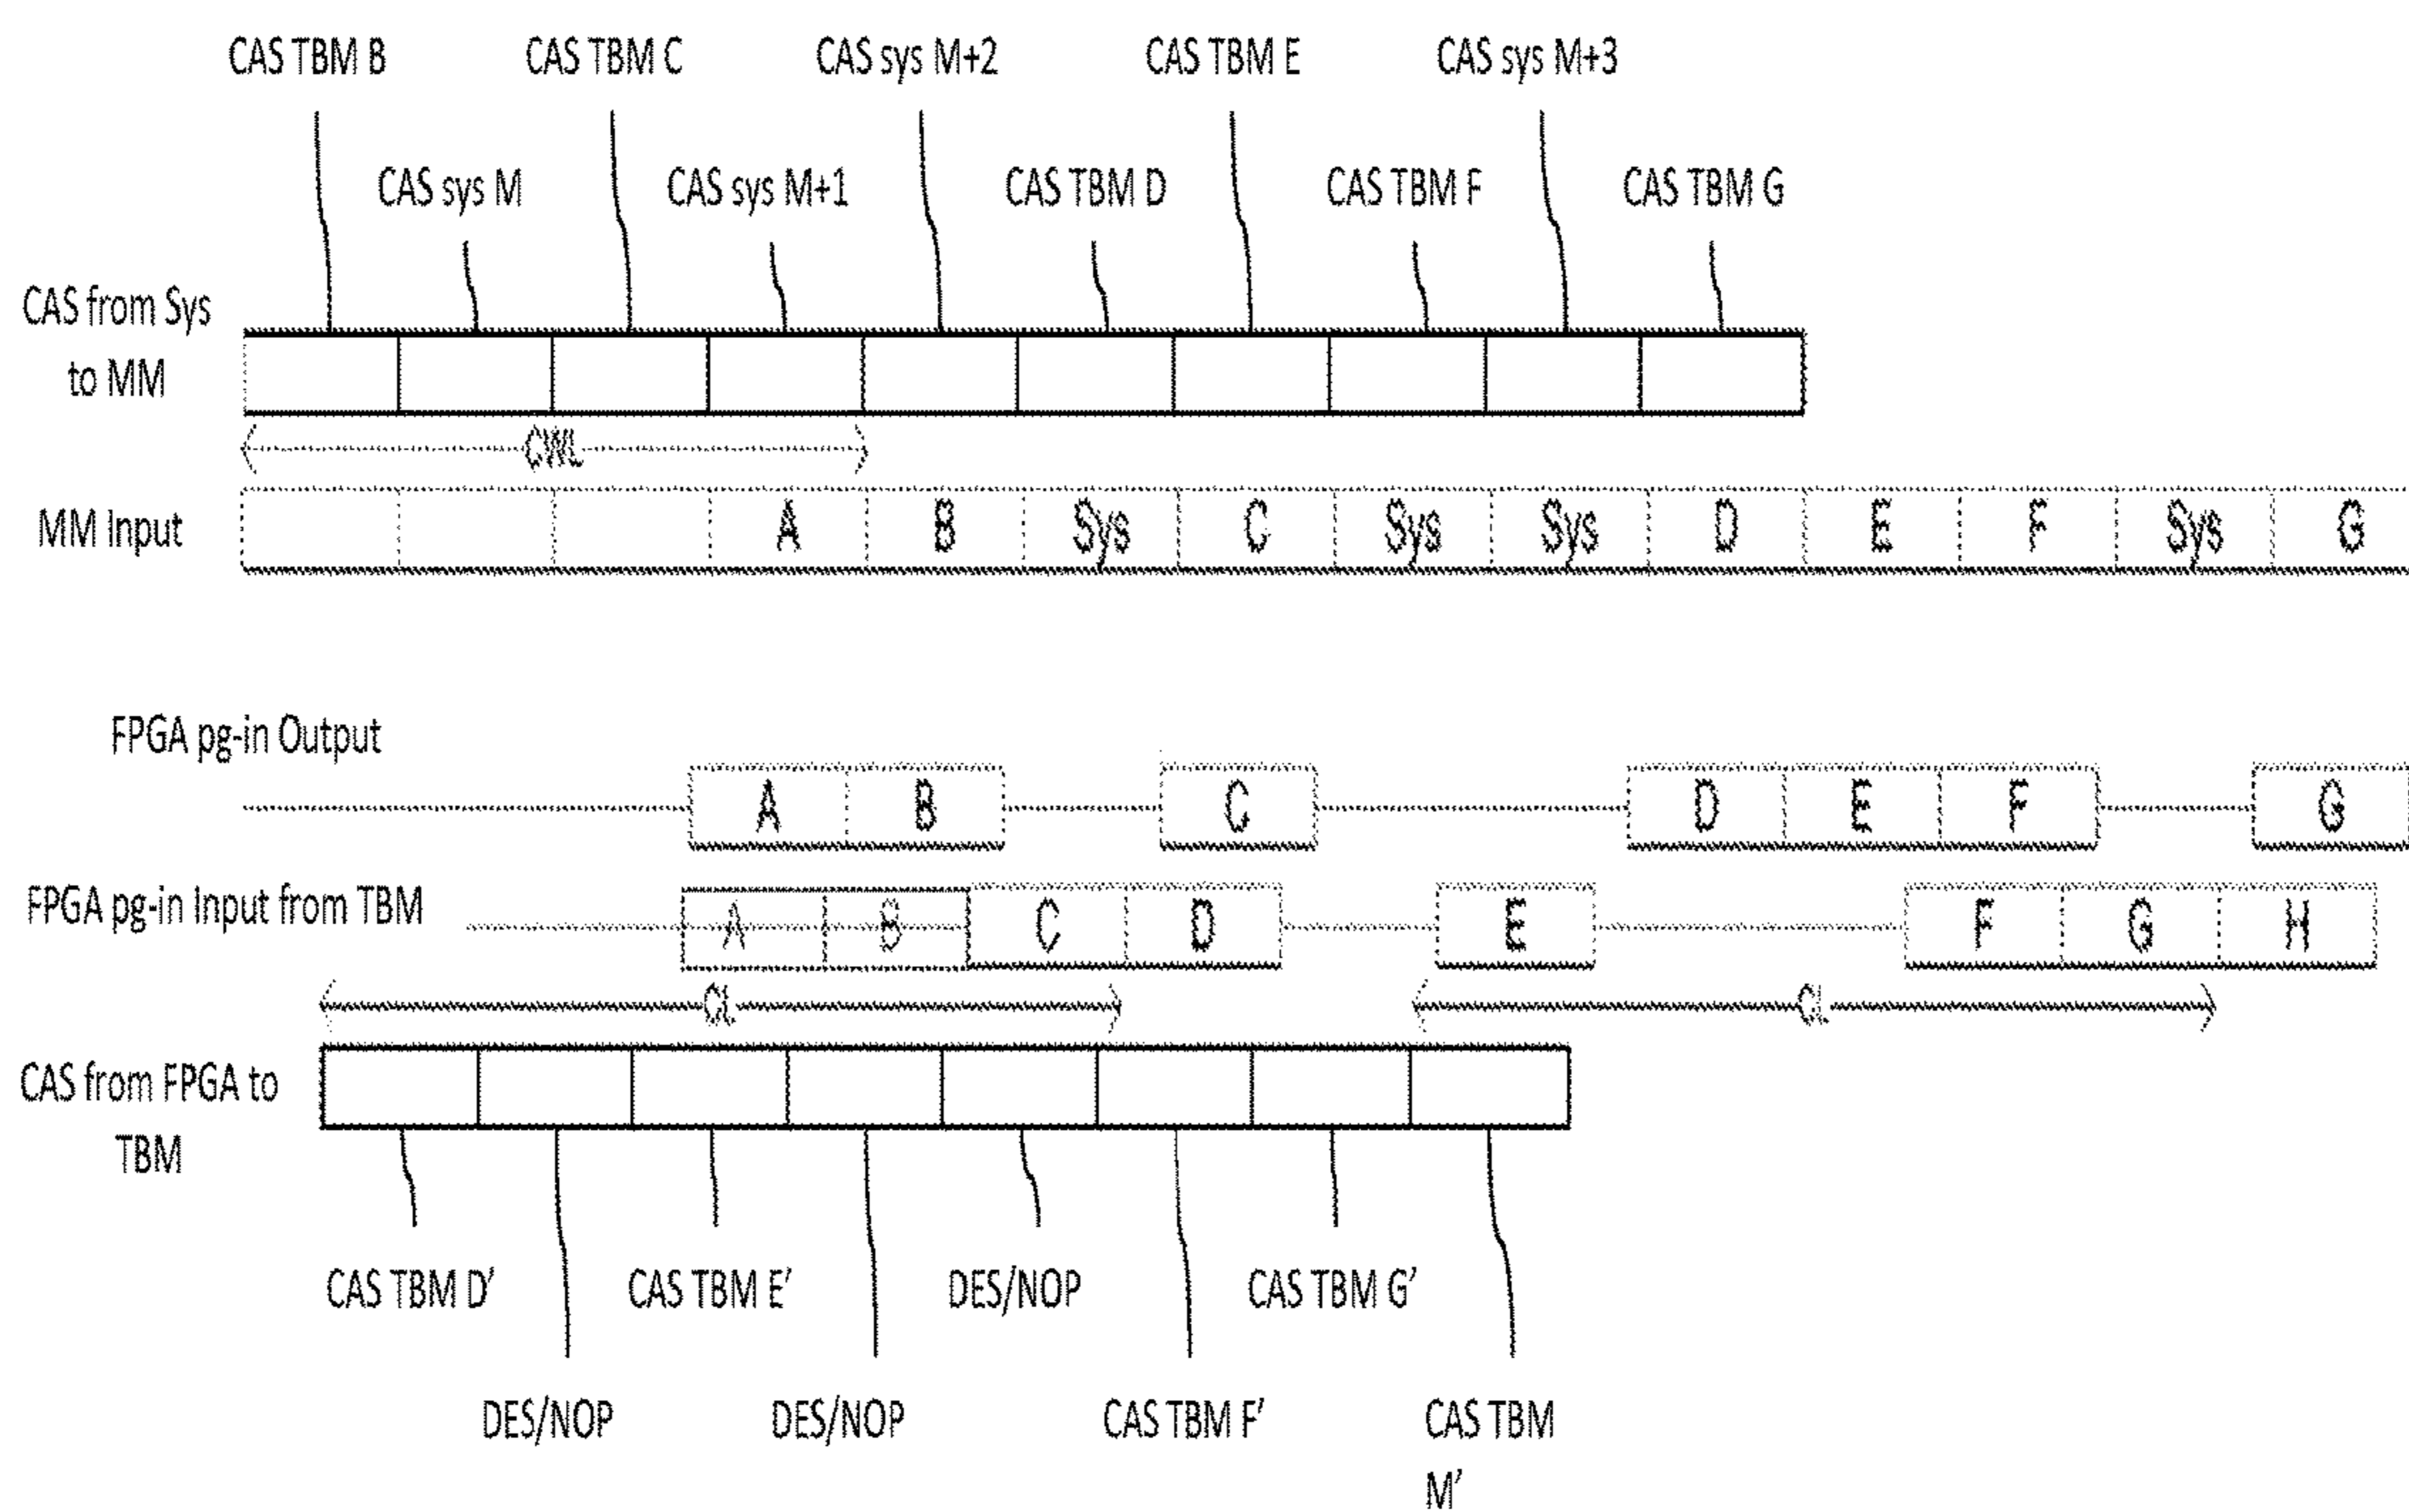 CAS TBM B CAS TBM C CAS sys M+2 CAS TBM E CAS sys M+3
CAS sys M CAS sys M+1 CAS TBM D CAS TBM F CAS TBM G
CAS from Sys
to MM
CWL
MM Input A B Sys C Sys Sys D E F Sys G
FPGA pg-in Output
A B C D E F G
FPGA pg-in Input from TBM A B C D E F G H
CL CL
CAS from FPGA to
TBM
CAS TBM D' CAS TBM E' DES/NOP CAS TBM G'
DES/NOP DES/NOP CAS TBM F' CAS TBM
M'